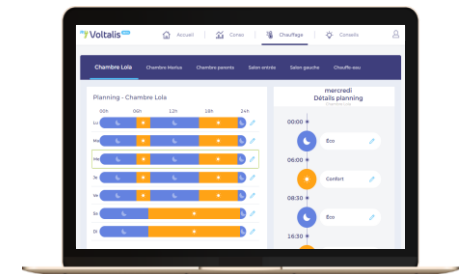 Voltalis
Accueil
Conso
Chauffage
Conseils
Chambre Lola
Chambre Marius
Chambre parents
Salon entrée
Salon gauche
Chauffe-eau
Planning - Chambre Lola
00h 06h 12h 18h 24h
Lu
Ma
Me
Je
Ve
Sa
Di
mercredi
Détails planning
00:00
Éco
06:00
Confort
08:30
Éco
16:30